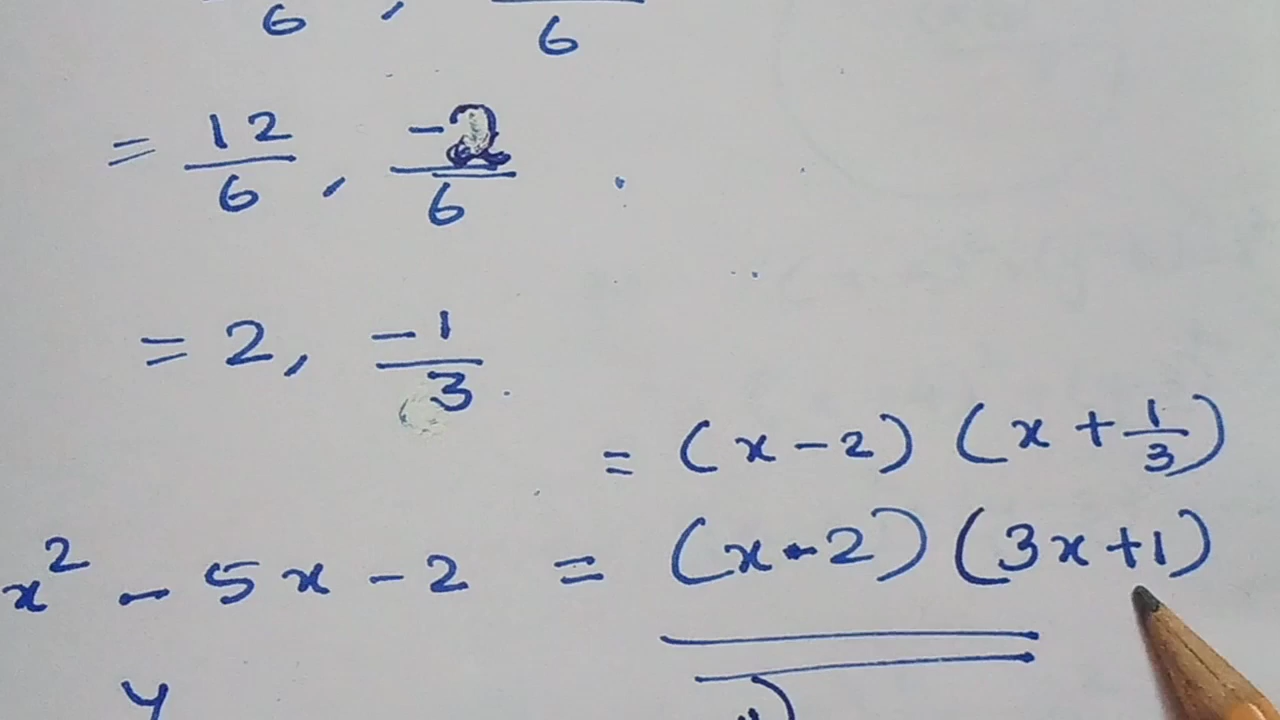 6 , 6
= 12/6 , -2/6 .
= 2, -1/3 .
= (x-2) (x+1/3)
x² - 5x - 2 = (x-2) (3x+1)
y